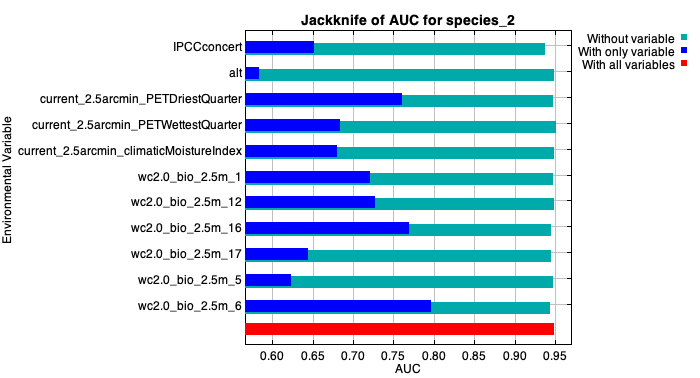 Jackknife of AUC for species_2
Without variable
With only variable
With all variables
Environmental Variable
IPCCconcert
alt
current_2.5arcmin_PETDriestQuarter
current_2.5arcmin_PETWettestQuarter
current_2.5arcmin_climaticMoistureIndex
wc2.0_bio_2.5m_1
wc2.0_bio_2.5m_12
wc2.0_bio_2.5m_16
wc2.0_bio_2.5m_17
wc2.0_bio_2.5m_5
wc2.0_bio_2.5m_6
0.60 0.65 0.70 0.75 0.80 0.85 0.90 0.95
AUC